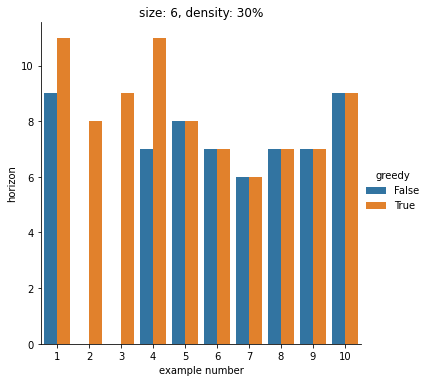 size: 6, density: 30%
horizon
10
8
6
4
2
0
1 2 3 4 5 6 7 8 9 10
example number
greedy
False
True